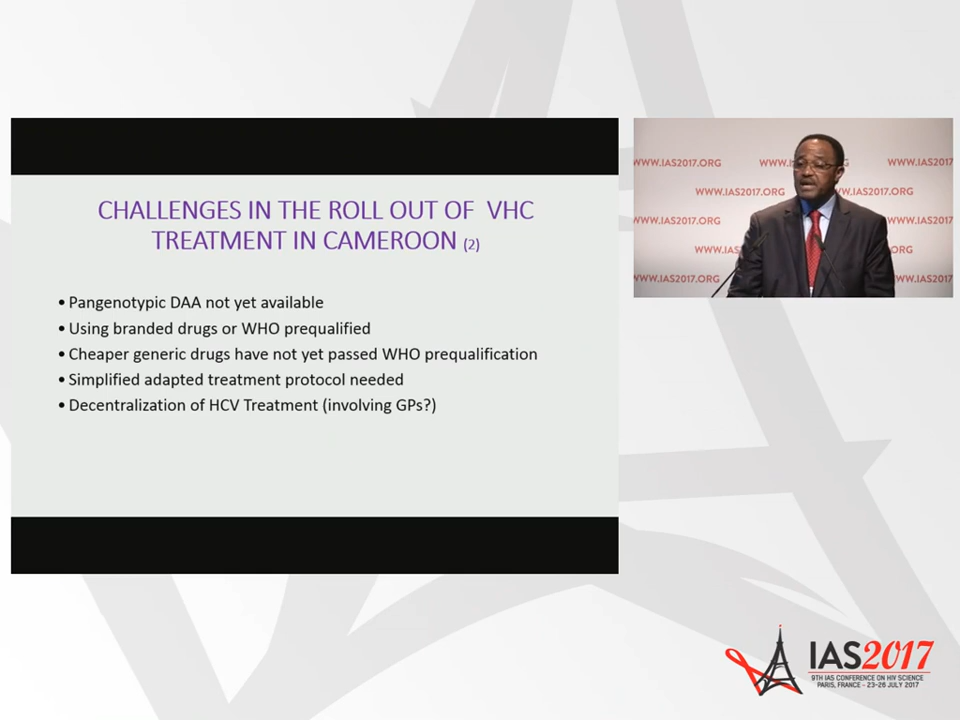 CHALLENGES IN THE ROLL OUT OF VHC
TREATMENT IN CAMEROON (2)
• Pangenotypic DAA not yet available
• Using branded drugs or WHO prequalified
• Cheaper generic drugs have not yet passed WHO prequalification
• Simplified adapted treatment protocol needed
• Decentralization of HCV Treatment (involving GPs?)
WWW.IAS2017.ORG WWW.I G WWW.IAS2017
WWW.IAS2017.ORG WWW.IAS2017.ORG
WWW.IAS2017.ORG WWW.IAS2017
WWW.IAS ORG
WWW.IAS2017.ORG WWW.IAS2017
IAS2017
9TH IAS CONFERENCE ON HIV SCIENCE
PARIS, FRANCE - 23-26 JULY 2017